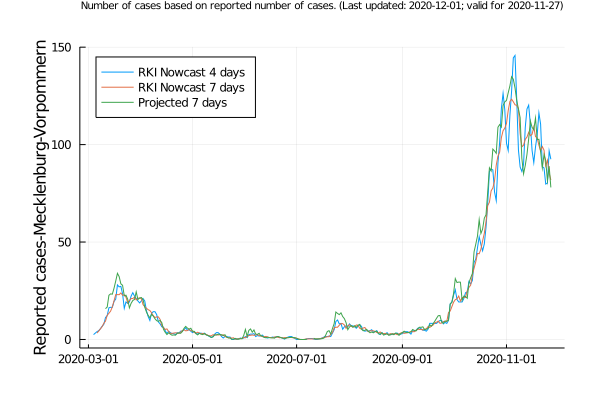 Number of cases based on reported number of cases. (Last updated: 2020-12-01; valid for 2020-11-27)
Reported cases-Mecklenburg-Vorpommern
150
100
50
0
RKI Nowcast 4 days
RKI Nowcast 7 days
Projected 7 days
2020-03-01 2020-05-01 2020-07-01 2020-09-01 2020-11-01